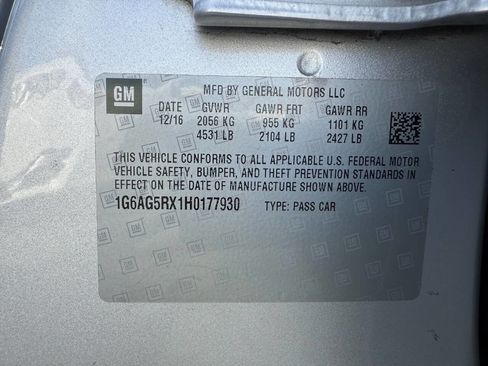 GM
MFD BY GENERAL MOTORS LLC
12/16 GVWR GAWR FRT GAWR RR
2056 KG 955 KG 1101 KG
4531 LB 2104 LB 2427 LB
THIS VEHICLE CONFORMS TO ALL APPLICABLE U.S. FEDERAL MOTOR
VEHICLE SAFETY, BUMPER, AND THEFT PREVENTION STANDARDS IN
EFFECT ON THE DATE OF MANUFACTURE SHOWN ABOVE.
1G6AG5RX1H0177930 TYPE: PASS CAR